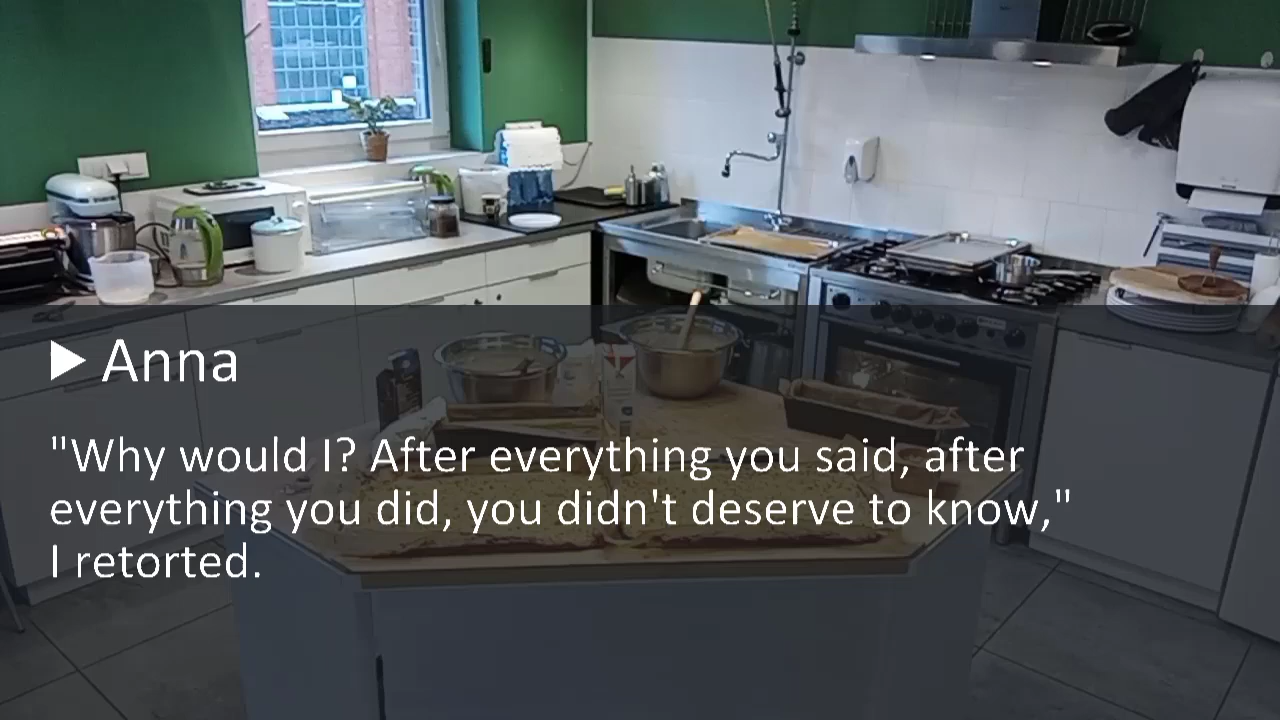 Anna
"Why would I? After everything you said, after
everything you did, you didn't deserve to know,"
I retorted.